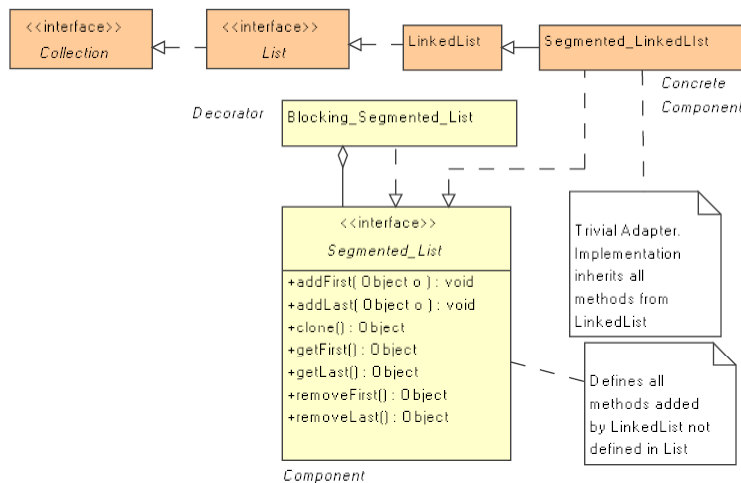 <<interface>>
Collection
<<interface>>
List
LinkedList
Segmented_LinkedLIst
Concrete
Component
Decorator
Blocking_Segmented_List
<<interface>>
Segmented_List
+addFirst( Object o ) : void
+addLast( Object o ) : void
+clone() : Object
+getFirst() : Object
+getLast() : Object
+removeFirst() : Object
+removeLast() : Object
Component
Trivial Adapter.
Implementation
inherits all
methods from
LinkedList
Defines all
methods added
by LinkedList not
defined in List